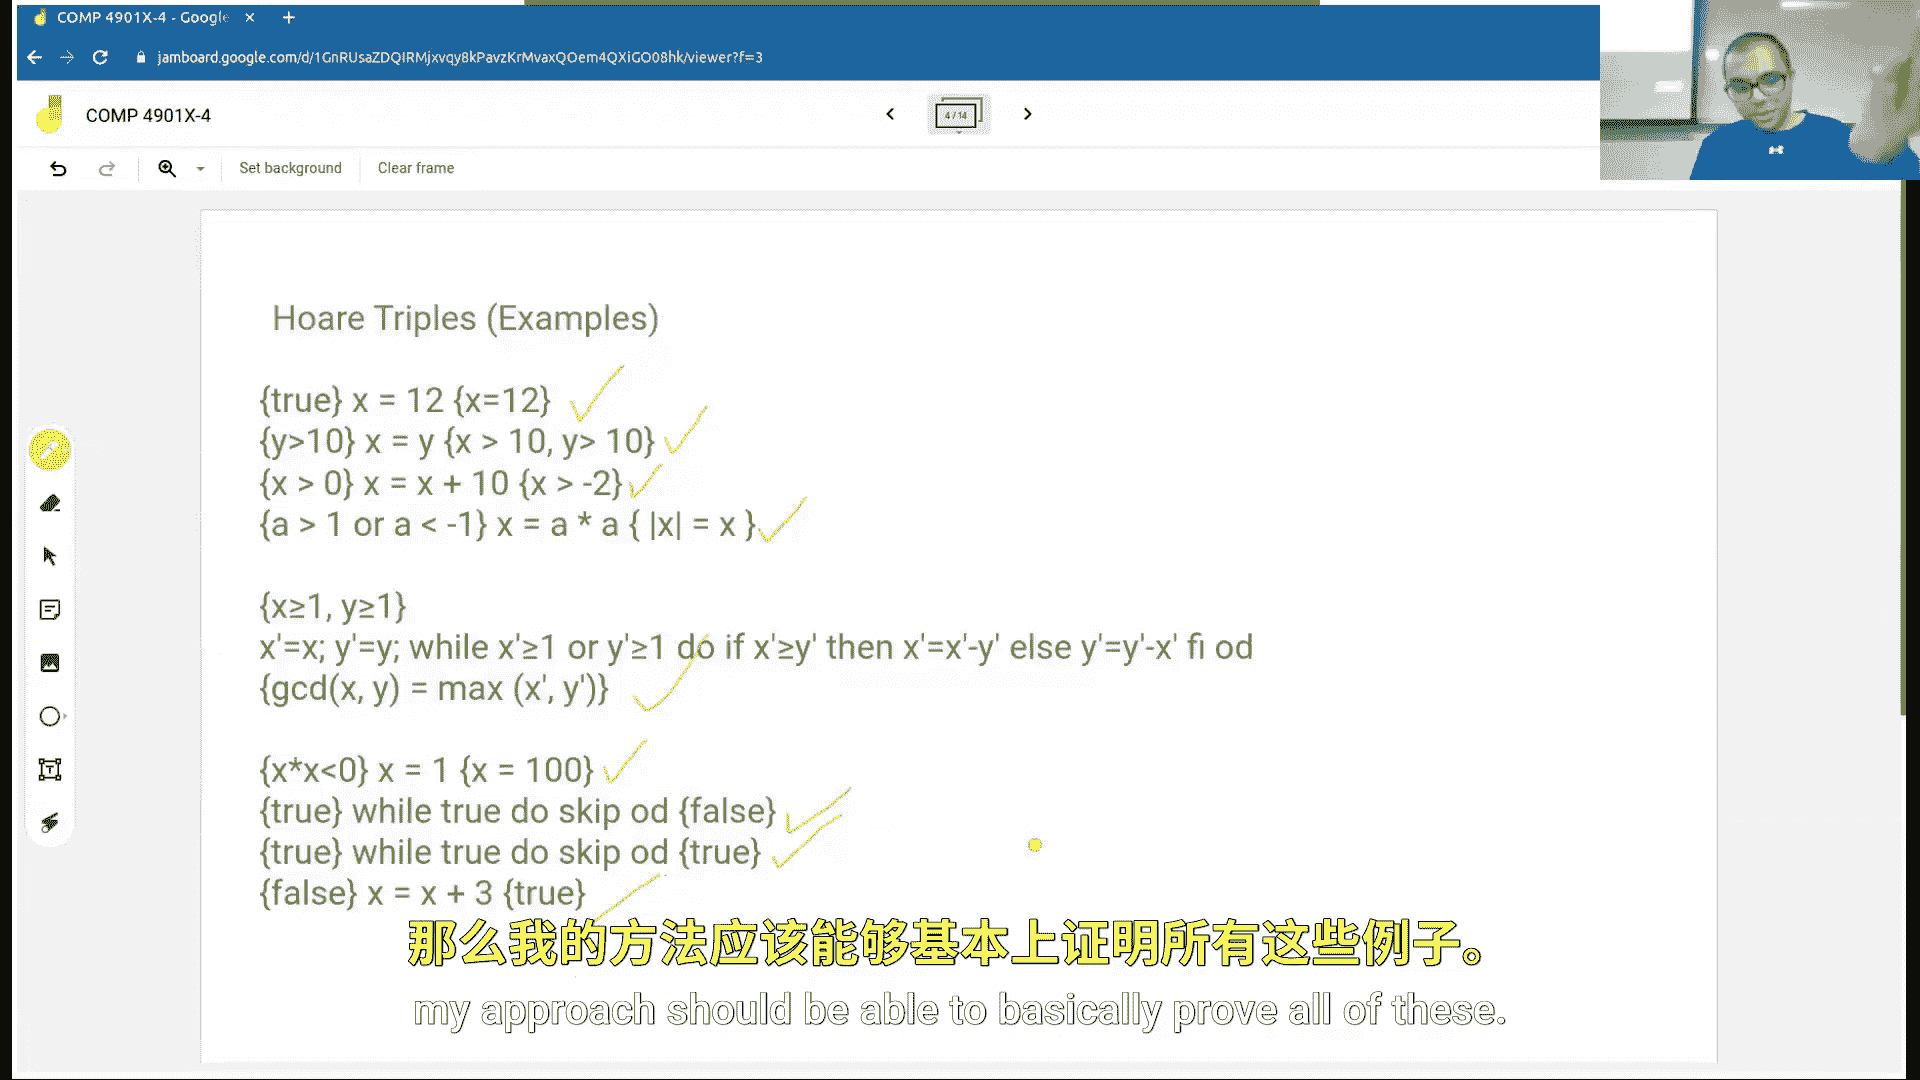 COMP 4901X-4 - Google
jamboard.google.com/d/1GnRUsaZDQIRMjxvqy8kPavzKrMvaxQOem4QXiGO08hk/viewer?f=3
COMP 4901X-4
4 / 14
Set background
Clear frame
Hoare Triples (Examples)
{true} x = 12 {x=12}
{y>10} x = y {x > 10, y> 10}
{x > 0} x = x + 10 {x > -2}
{a > 1 or a < -1} x = a * a { |x| = x }
{x≥1, y≥1}
x'=x; y'=y; while x'≥1 or y'≥1 do if x'≥y' then x'=x'-y' else y'=y'-x' fi od
{gcd(x, y) = max (x', y')}
{x*x<0} x = 1 {x = 100}
{true} while true do skip od {false}
{true} while true do skip od {true}
{false} x = x + 3 {true}
那么我的方法应该能够基本上证明所有这些例子。
my approach should be able to basically prove all of these.